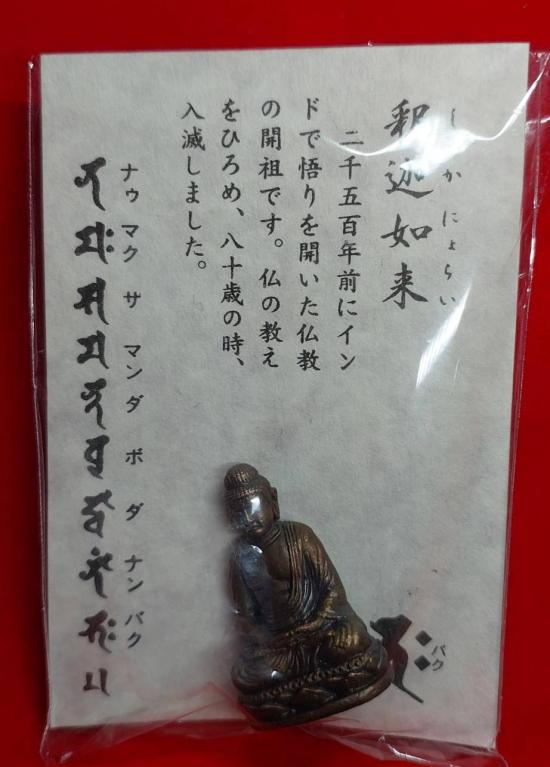 しゃかにょらい
釈迦如来
二千五百年前にイン
ドで悟りを開いた仏教
の開祖です。仏の教え
をひろめ、八十歳の時、
入滅しました。
ナウマクサマンダボダナンバク
バク